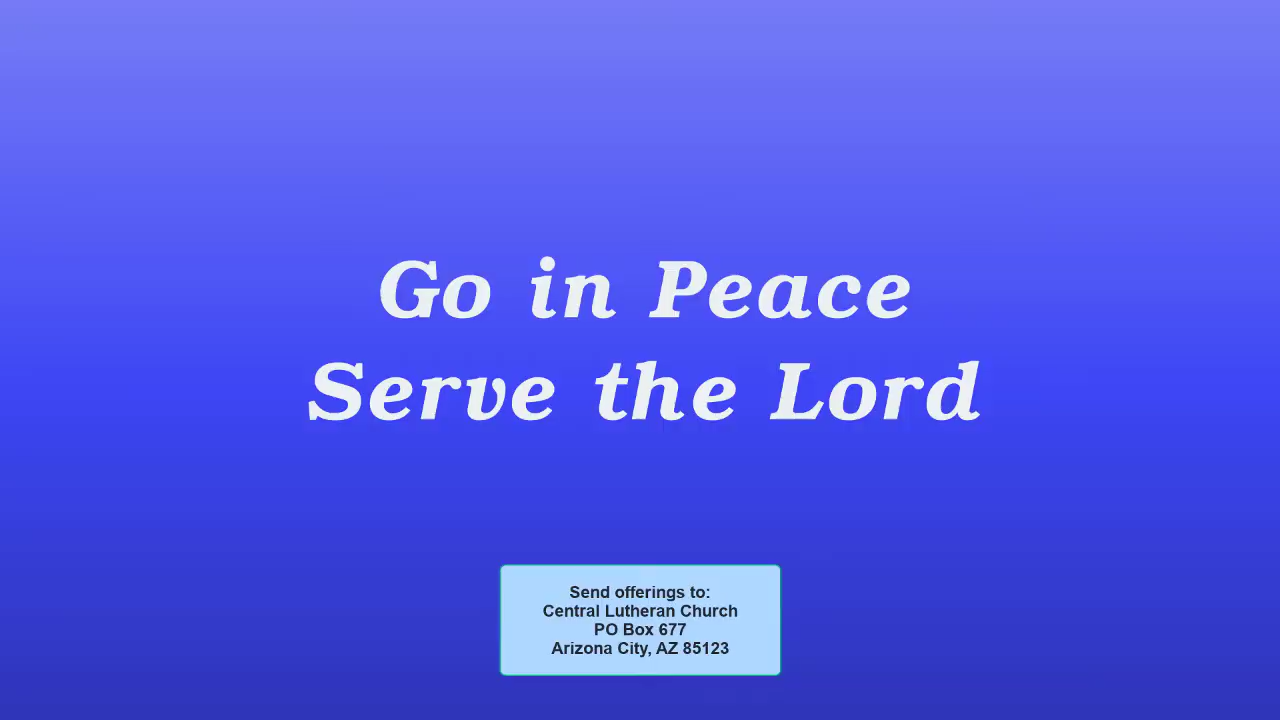 Go in Peace
Serve the Lord
Send offerings to:
Central Lutheran Church
PO Box 677
Arizona City, AZ 85123